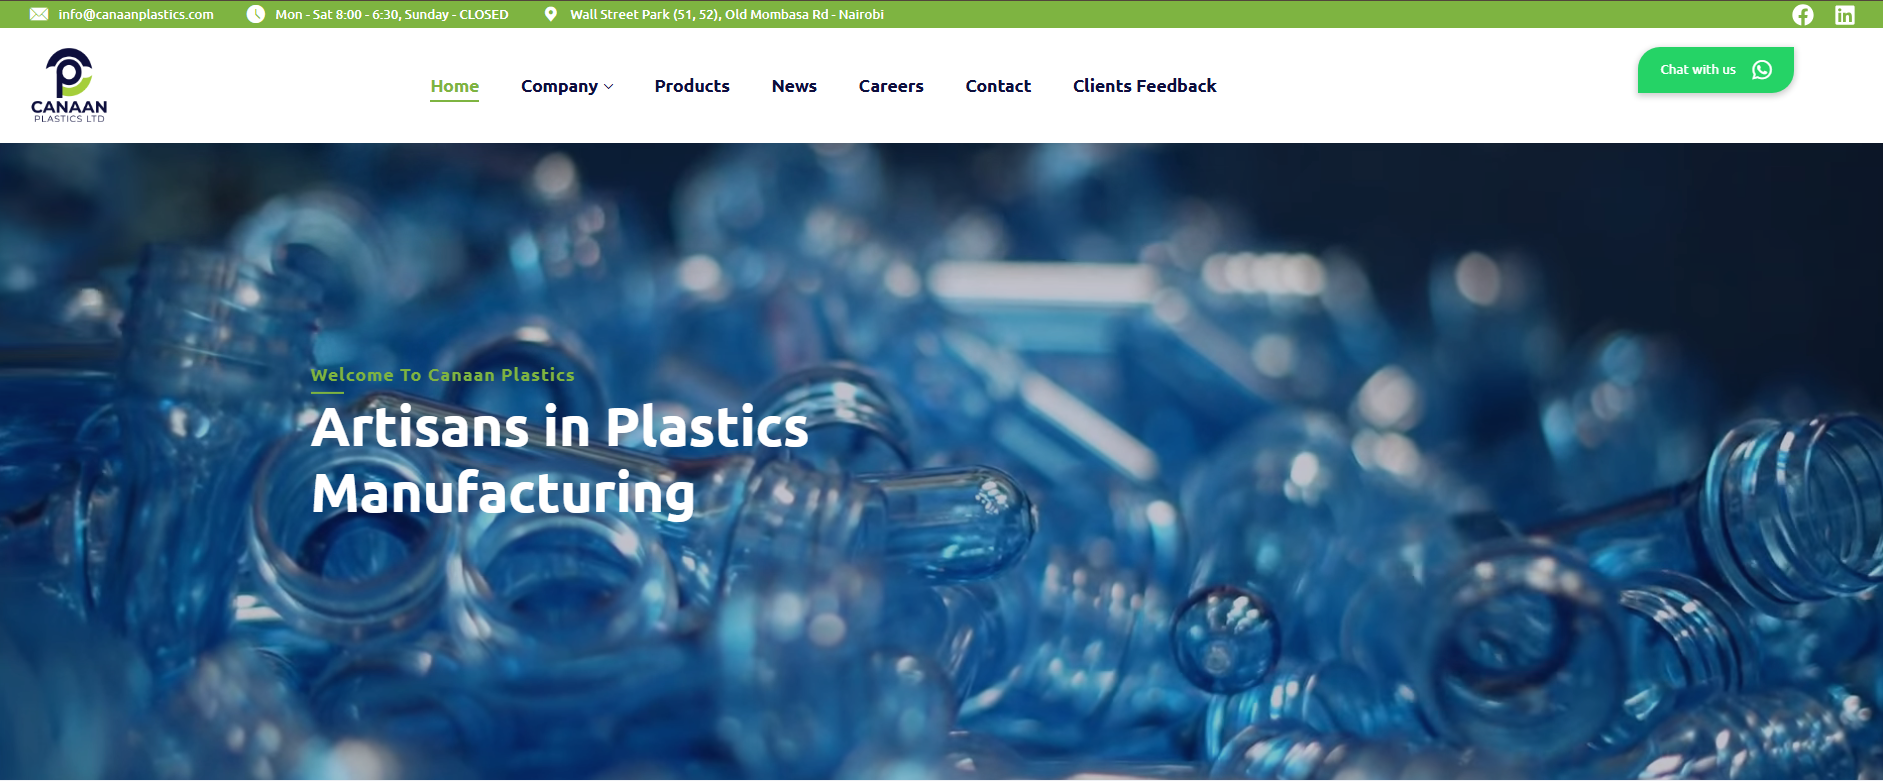 info@canaanplastics.com
Mon - Sat 8:00 - 6:30, Sunday - CLOSED
Wall Street Park (51, 52), Old Mombasa Rd - Nairobi
CANAAN
PLASTICS LTD
Home
Company
Products
News
Careers
Contact
Clients Feedback
Chat with us
Welcome To Canaan Plastics
Artisans in Plastics
Manufacturing